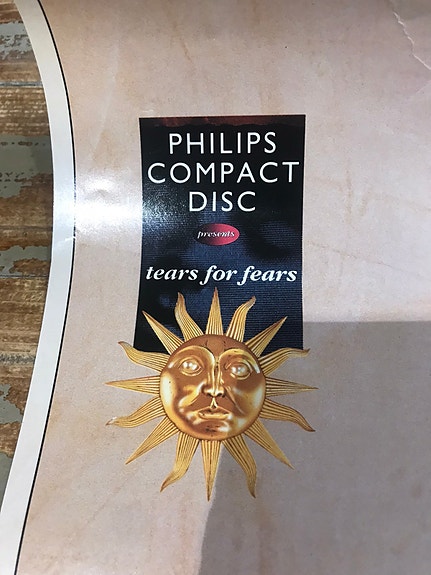 PHILIPS
COMPACT
DISC
presents
tears for fears